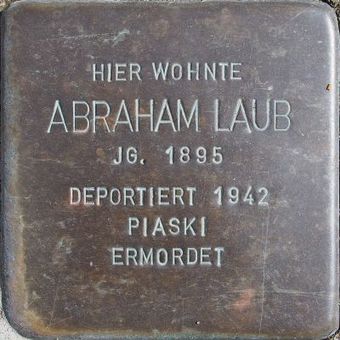 HIER WOHNTE
ABRAHAM LAUB
JG. 1895
DEPORTIERT 1942
PIASKI
ERMORDET